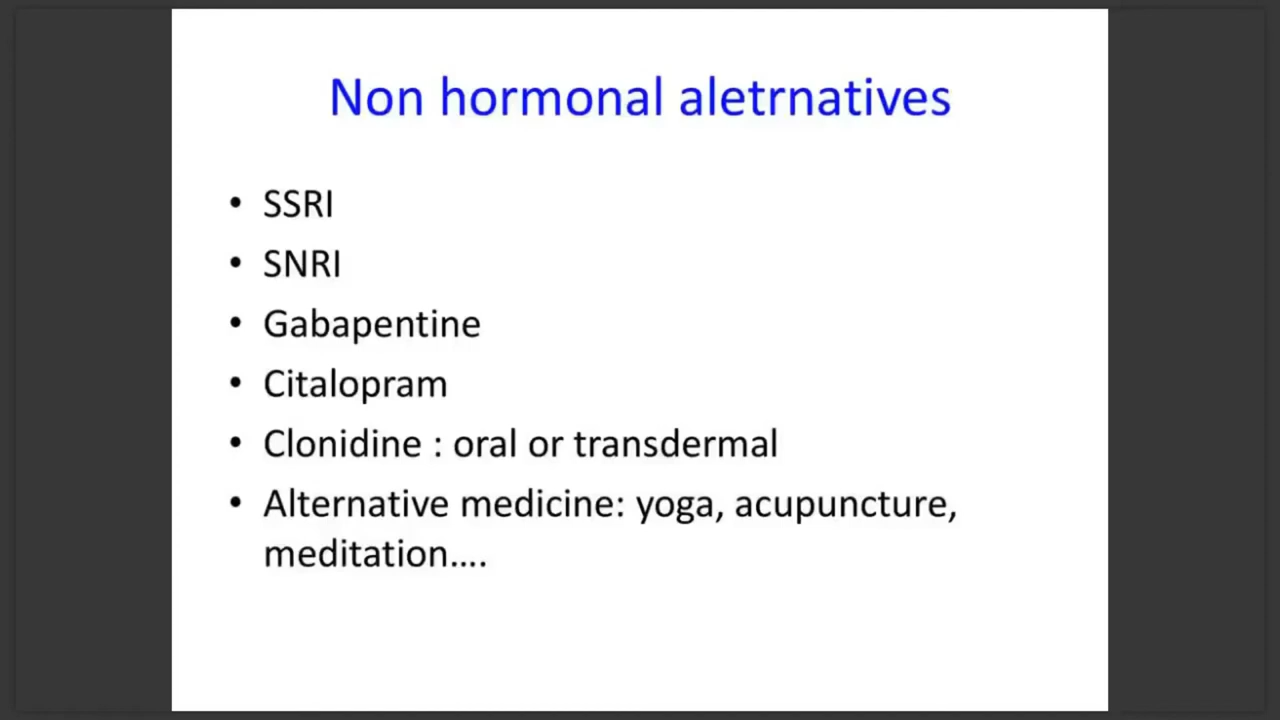 Non hormonal aletrnatives
• SSRI
• SNRI
• Gabapentine
• Citalopram
• Clonidine : oral or transdermal
• Alternative medicine: yoga, acupuncture,
meditation....